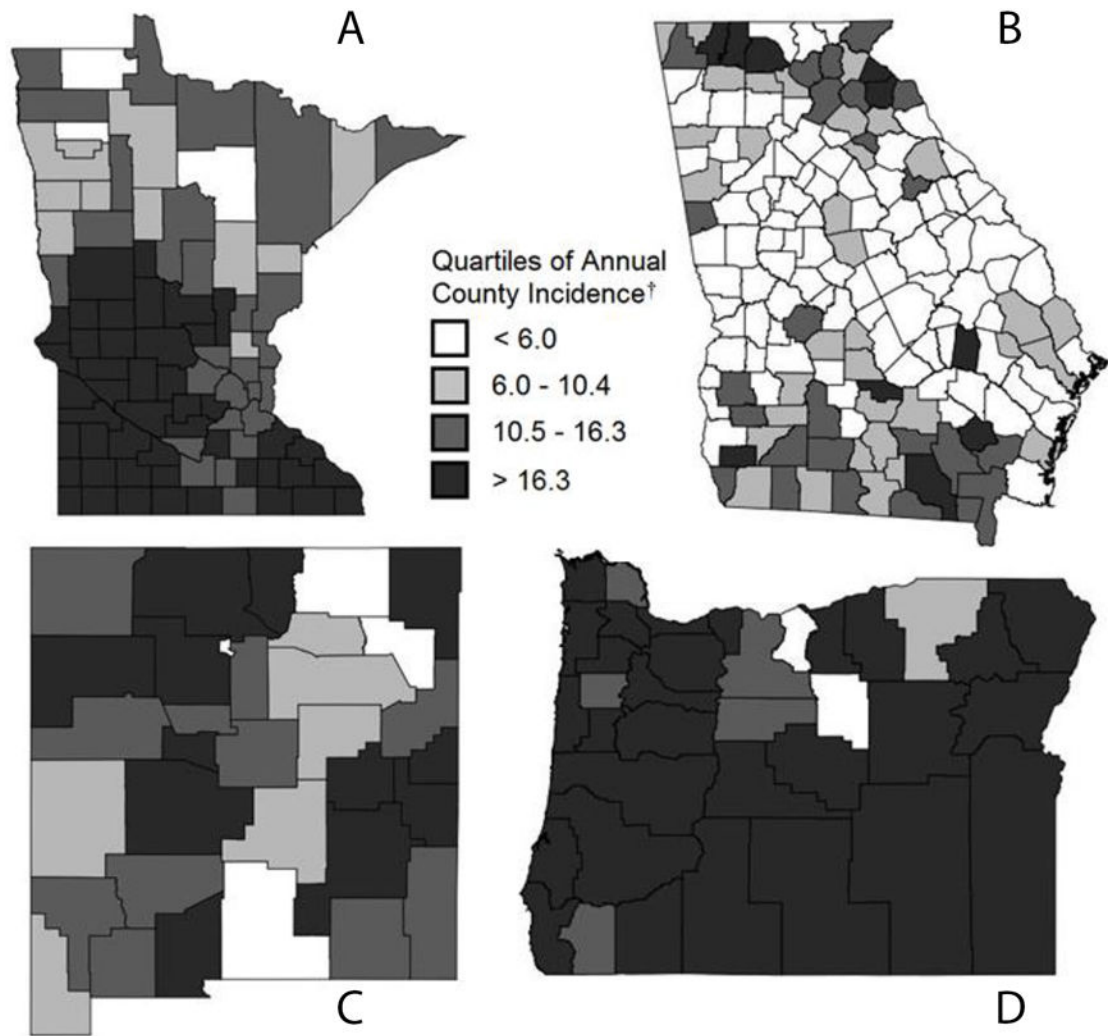 A
B
Quartiles of Annual
County Incidence†
< 6.0
6.0 - 10.4
10.5 - 16.3
> 16.3
C
D